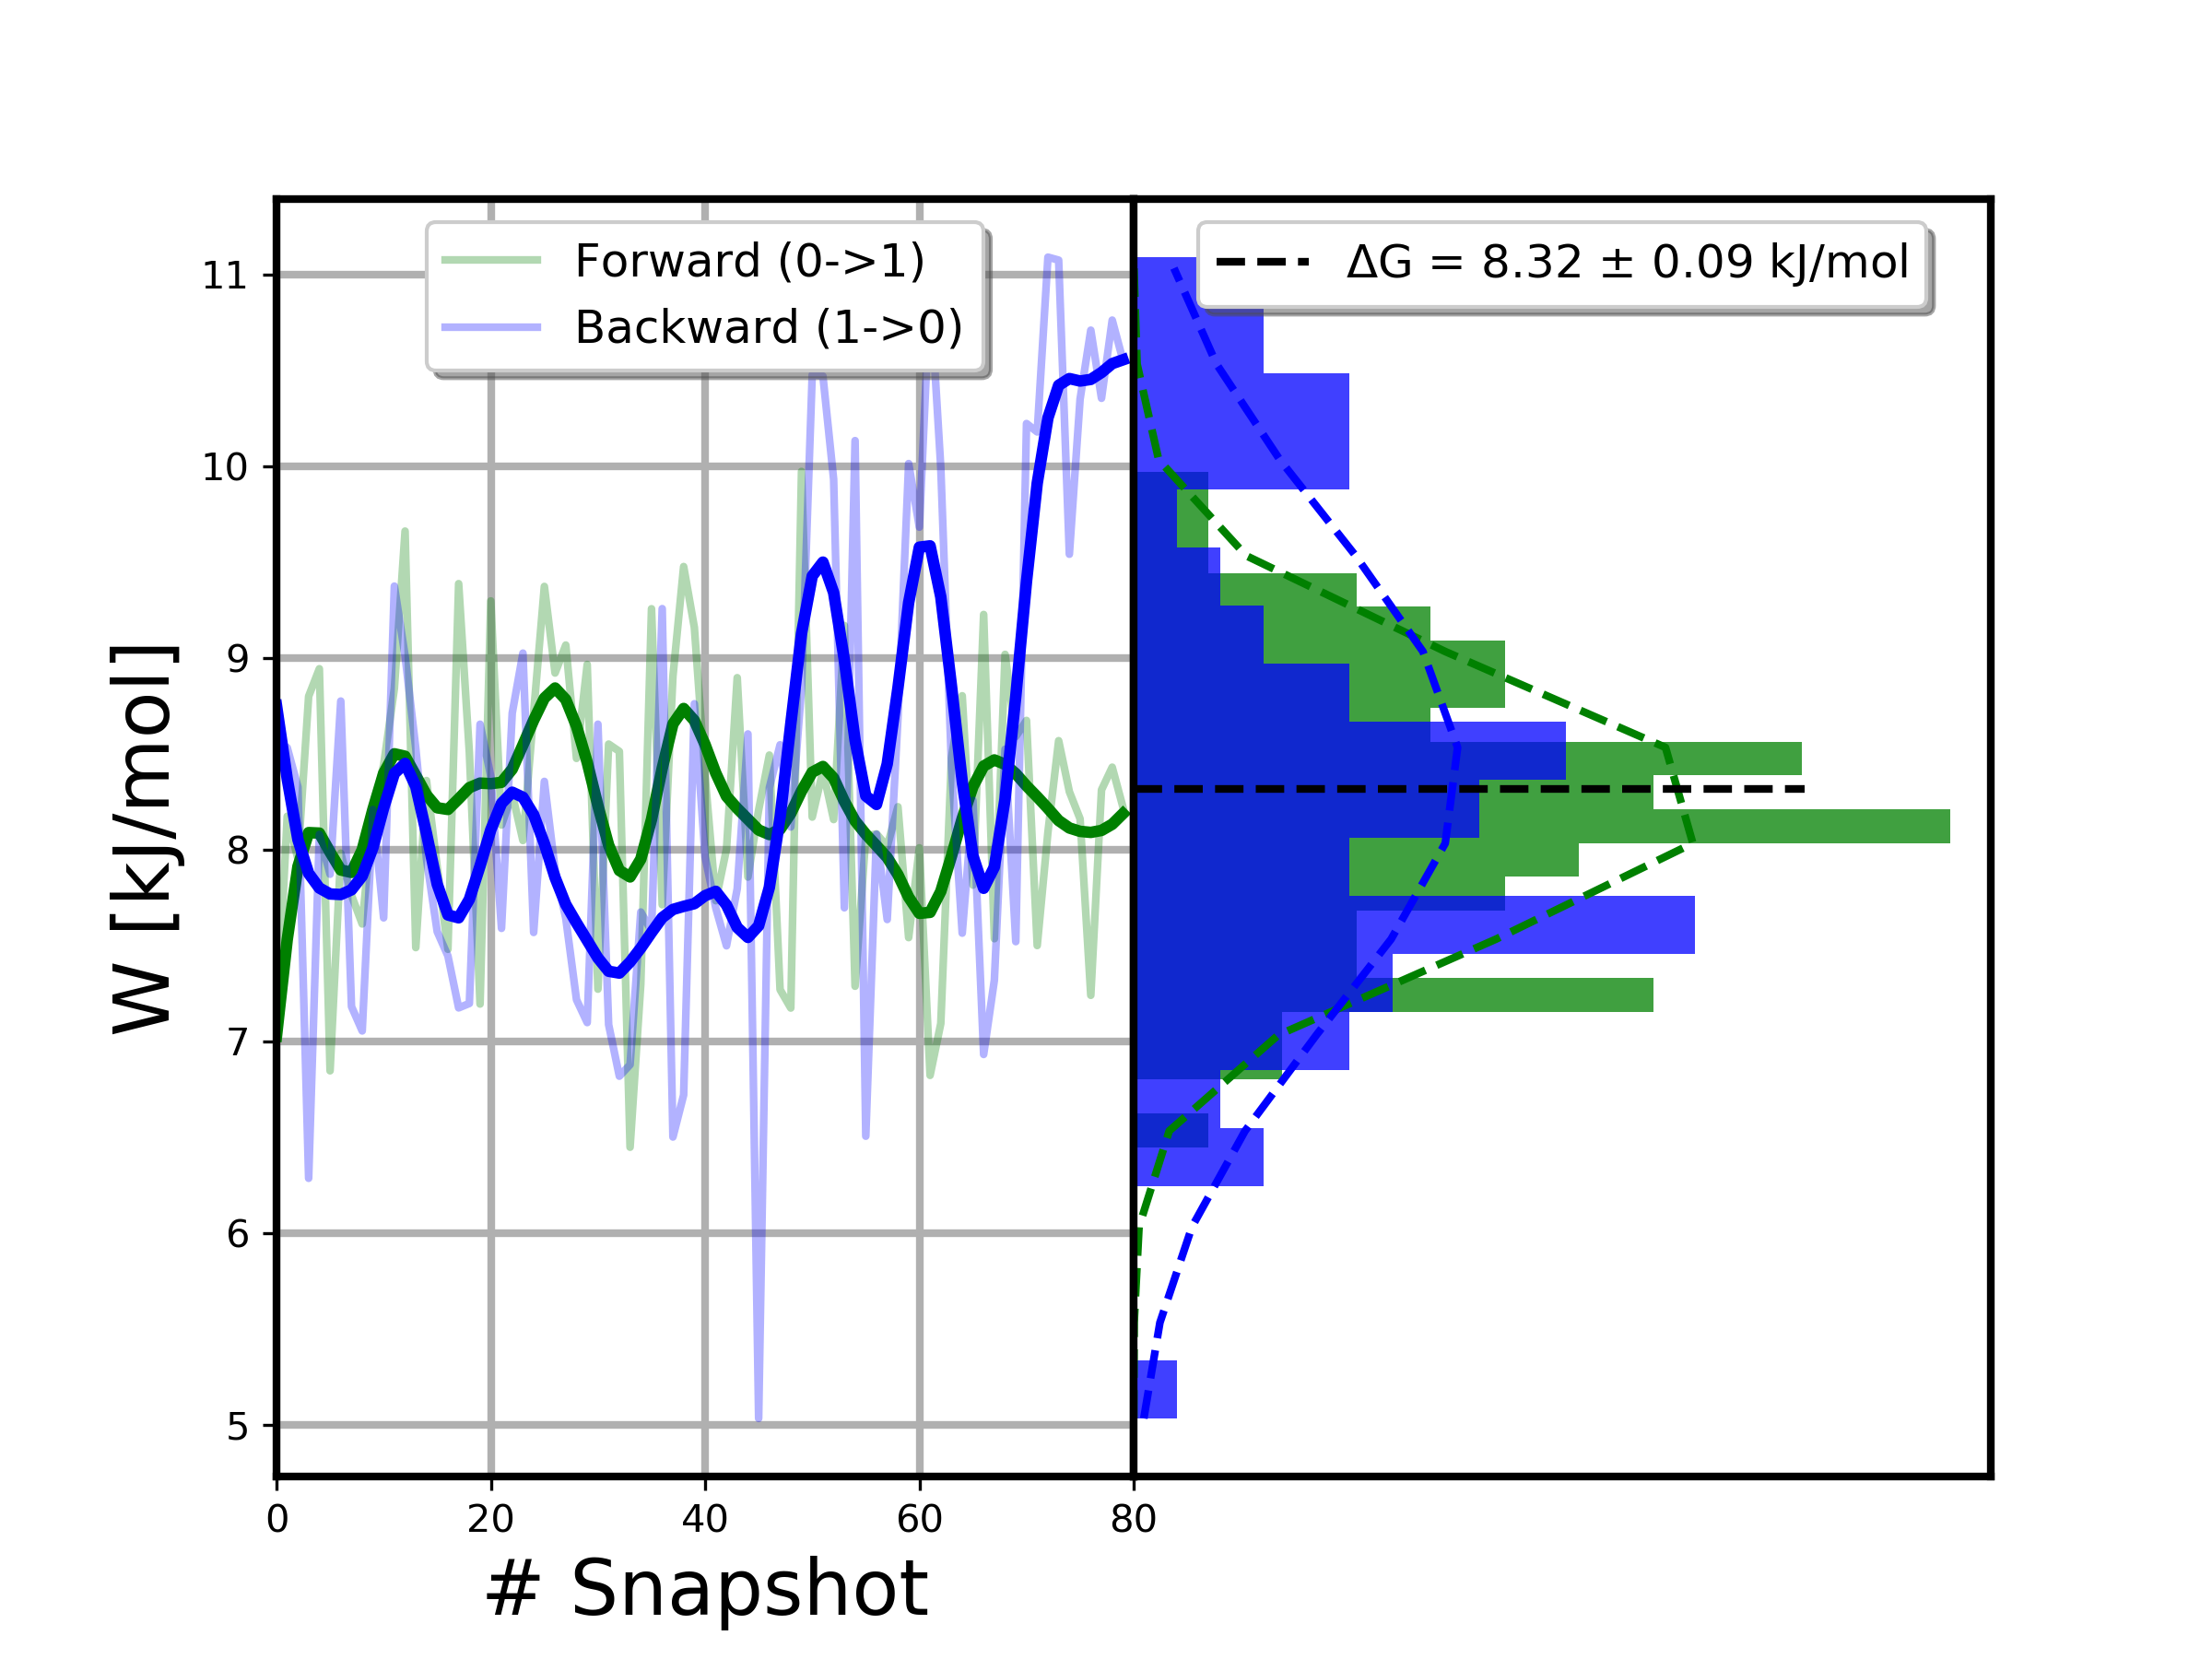 Forward (0->1)
Backward (1->0)
ΔG = 8.32 ± 0.09 kJ/mol
11
10
9
8
7
6
5
W [kJ/mol]
0 20 40 60 80
# Snapshot